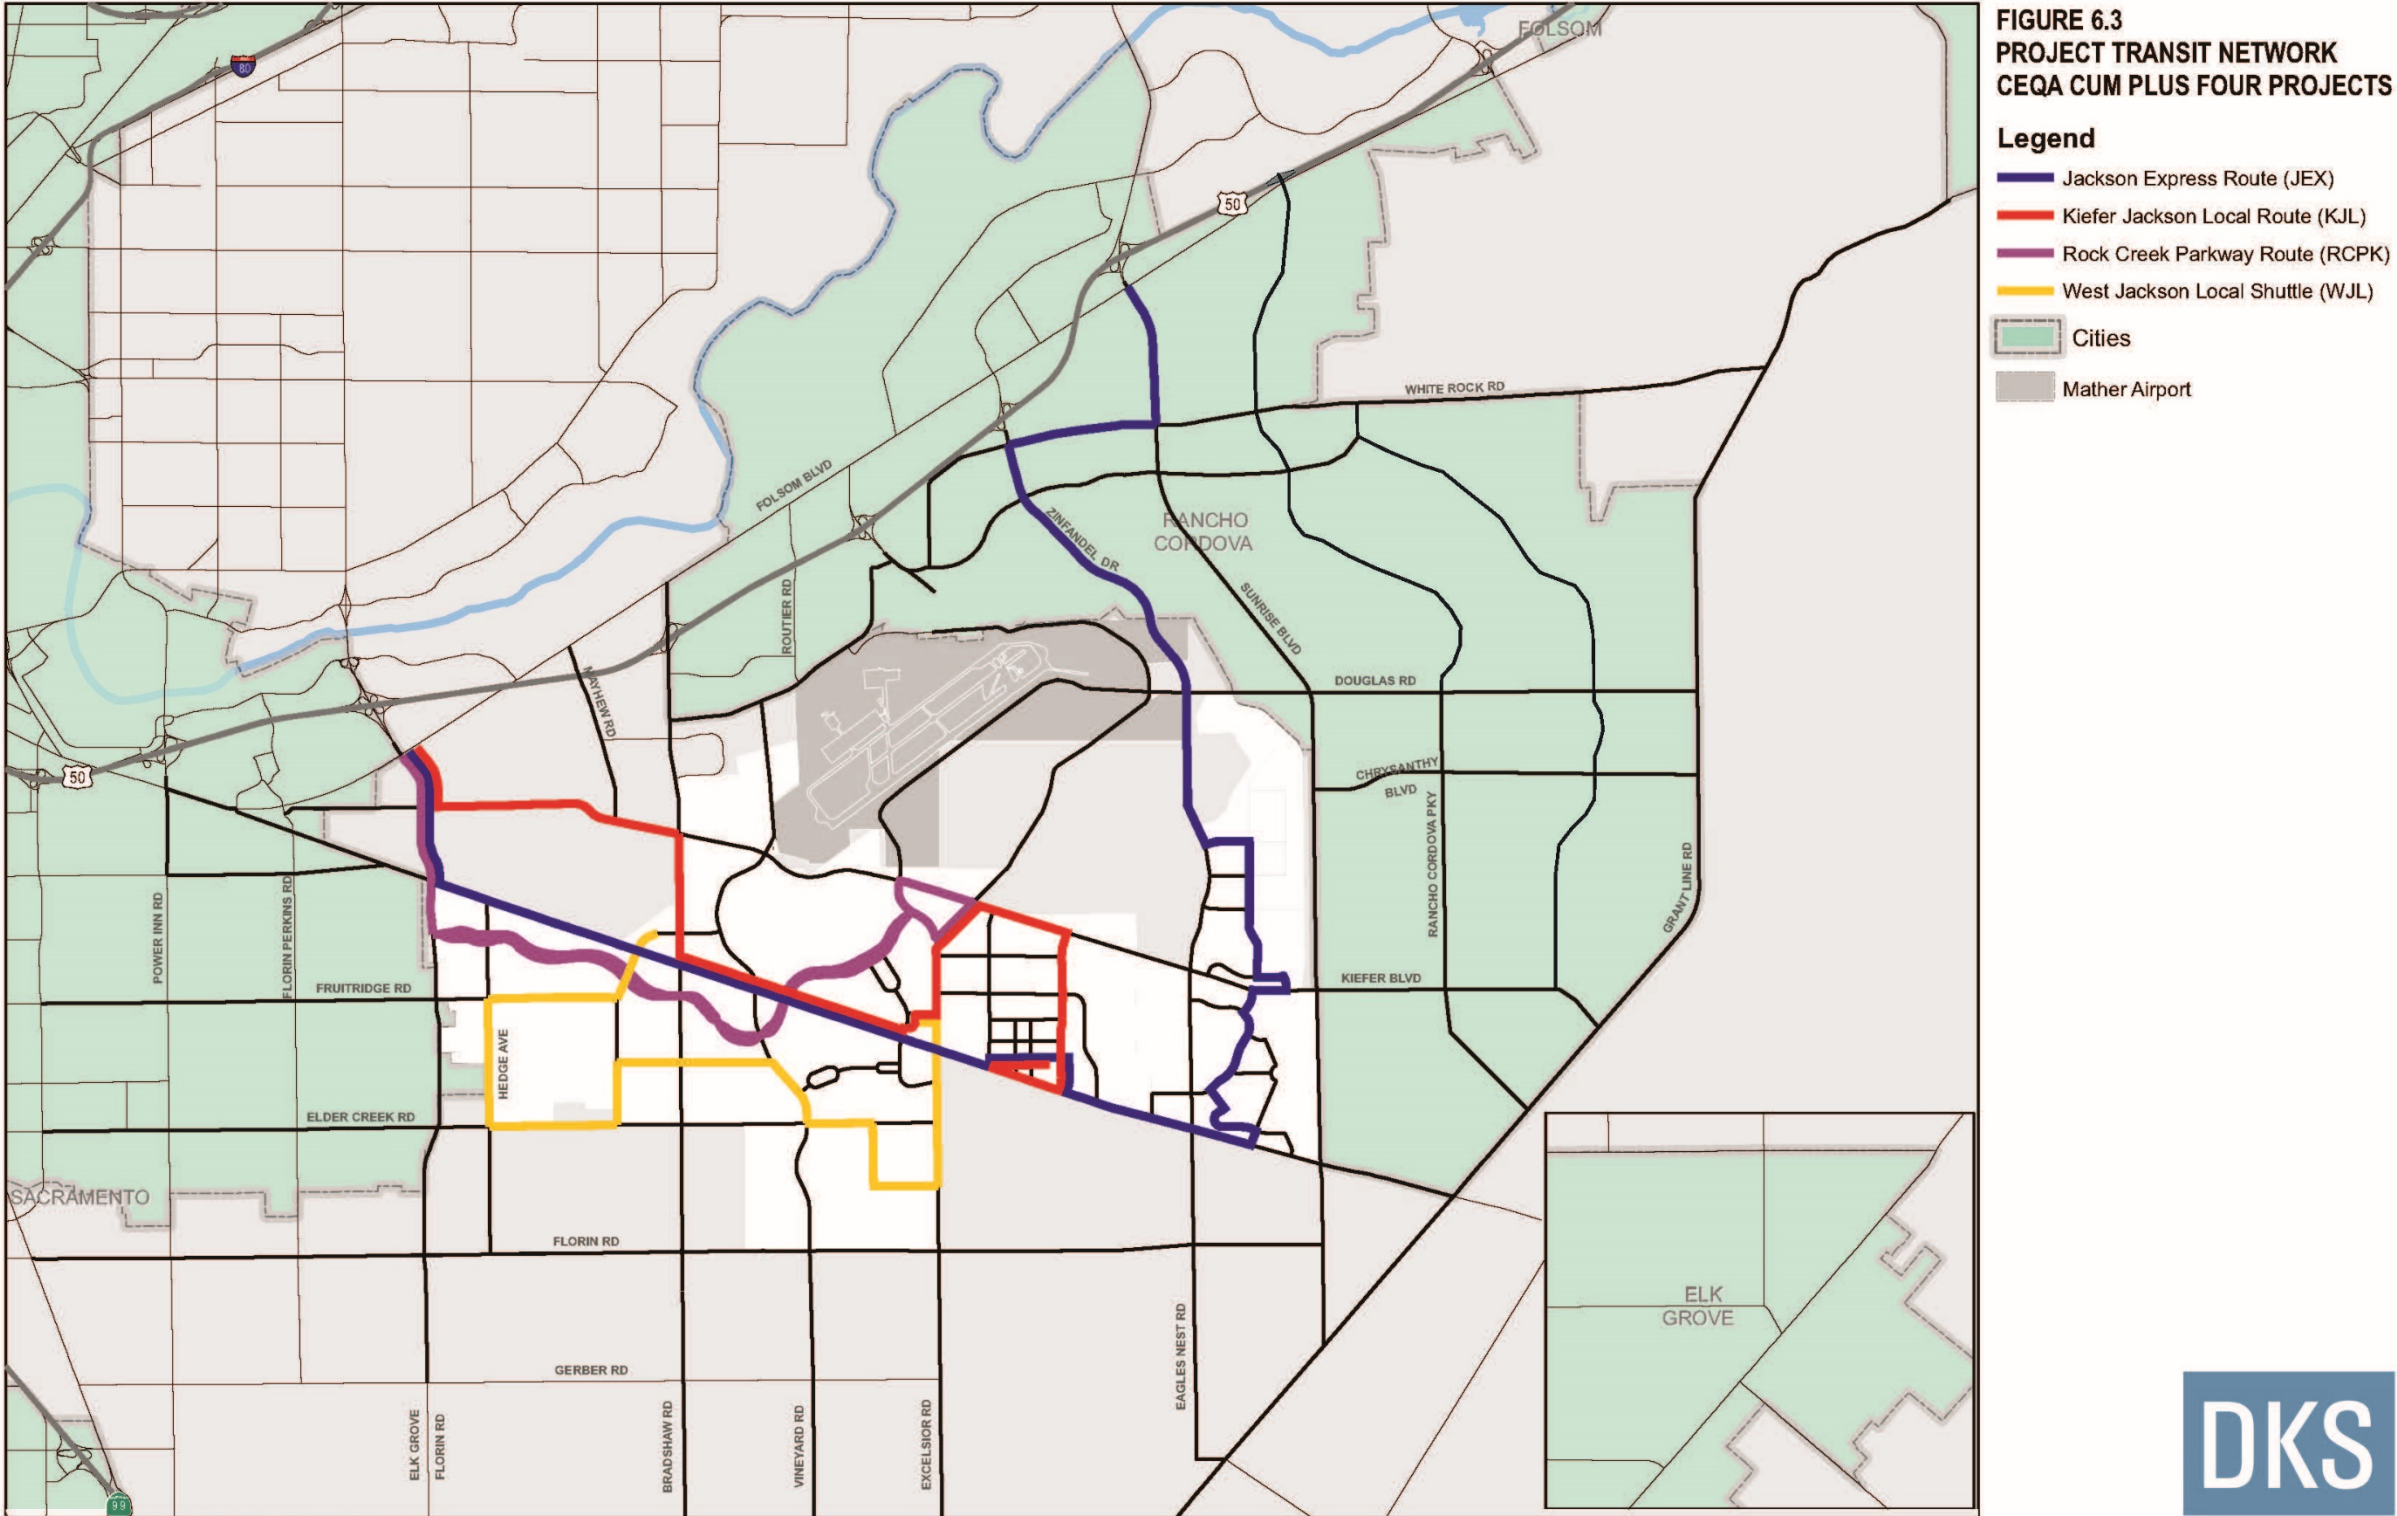 FIGURE 6.3
PROJECT TRANSIT NETWORK
CEQA CUM PLUS FOUR PROJECTS
Legend
Jackson Express Route (JEX)
Kiefer Jackson Local Route (KJL)
Rock Creek Parkway Route (RCPK)
West Jackson Local Shuttle (WJL)
Cities
Mather Airport
FOLSOM
80
50
WHITE ROCK RD
FOLSOM BLVD
ZINFANDEL DR
RANCHO
CORDOVA
ROUTIER RD
SUNRISE BLVD
MAYHEW RD
DOUGLAS RD
50
CHRYSANTHY
BLVD
RANCHO CORDOVA PKY
GRANT LINE RD
POWER INN RD
FLORIN PERKINS RD
FRUITRIDGE RD
KIEFER BLVD
HEDGE AVE
ELDER CREEK RD
SACRAMENTO
FLORIN RD
ELK
GROVE
EAGLES NEST RD
GERBER RD
ELK GROVE
FLORIN RD
BRADSHAW RD
VINEYARD RD
EXCELSIOR RD
99
DKS